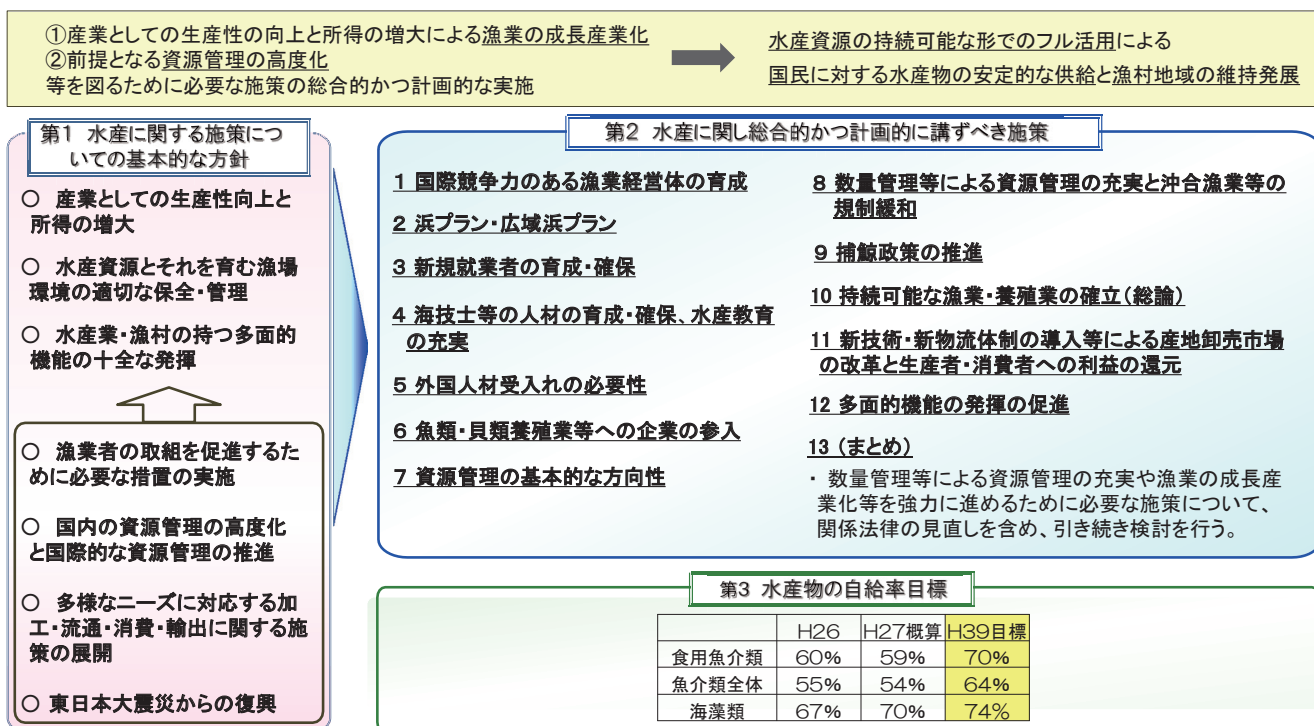 ①産業としての生産性の向上と所得の増大による漁業の成長産業化
②前提となる資源管理の高度化
等を図るために必要な施策の総合的かつ計画的な実施
水産資源の持続可能な形でのフル活用による
国民に対する水産物の安定的な供給と漁村地域の維持発展
第1 水産に関する施策につ
いての基本的な方針
○ 産業としての生産性向上と
所得の増大
○ 水産資源とそれを育む漁場
環境の適切な保全・管理
○ 水産業・漁村の持つ多面的
機能の十全な発揮
○ 漁業者の取組を促進するた
めに必要な措置の実施
○ 国内の資源管理の高度化
と国際的な資源管理の推進
○ 多様なニーズに対応する加
工・流通・消費・輸出に関する施
策の展開
○ 東日本大震災からの復興
第2 水産に関し総合的かつ計画的に講ずべき施策
1 国際競争力のある漁業経営体の育成
2 浜プラン・広域浜プラン
3 新規就業者の育成・確保
4 海技士等の人材の育成・確保、水産教育
の充実
5 外国人材受入れの必要性
6 魚類・貝類養殖業等への企業の参入
7 資源管理の基本的な方向性
8 数量管理等による資源管理の充実と沖合漁業等の
規制緩和
9 捕鯨政策の推進
10 持続可能な漁業・養殖業の確立(総論)
11 新技術・新物流体制の導入等による産地卸売市場
の改革と生産者・消費者への利益の還元
12 多面的機能の発揮の促進
13 (まとめ)
・ 数量管理等による資源管理の充実や漁業の成長産
業化等を強力に進めるために必要な施策について、
関係法律の見直しを含め、引き続き検討を行う。
第3 水産物の自給率目標
H26 H27概算 H39目標
食用魚介類 60% 59% 70%
魚介類全体 55% 54% 64%
海藻類 67% 70% 74%